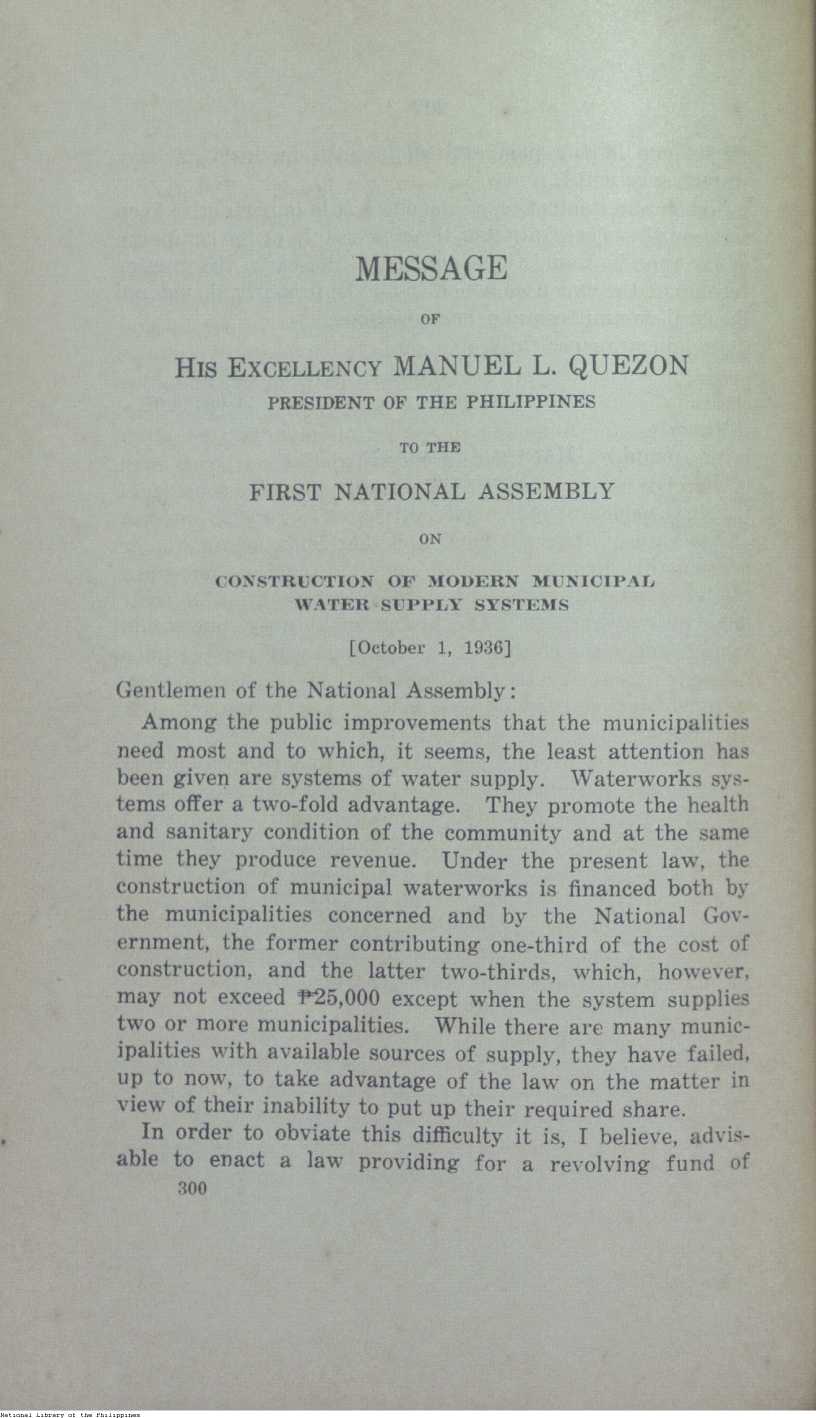 MESSAGE
OF
HIS EXCELLENCY MANUEL L. QUEZON
PRESIDENT OF THE PHILIPPINES
TO THE
FIRST NATIONAL ASSEMBLY
ON
CONSTRUCTION OF MODERN MUNICIPAL
WATER SUPPLY SYSTEMS
[October 1, 1936]
Gentlemen of the National Assembly:
Among the public improvements that the municipalities
need most and to which, it seems, the least attention has
been given are systems of water supply. Waterworks sys-
tems offer a two-fold advantage. They promote the health
and sanitary condition of the community and at the same
time they produce revenue. Under the present law, the
construction of municipal waterworks is financed both by
the municipalities concerned and by the National Gov-
ernment, the former contributing one-third of the cost of
construction, and the latter two-thirds, which, however,
may not exceed ₱25,000 except when the system supplies
two or more municipalities. While there are many munic-
ipalities with available sources of supply, they have failed,
up to now, to take advantage of the law on the matter in
view of their inability to put up their required share.
In order to obviate this difficulty it is, I believe, advis-
able to enact a law providing for a revolving fund of
300
National Library of the Philippines